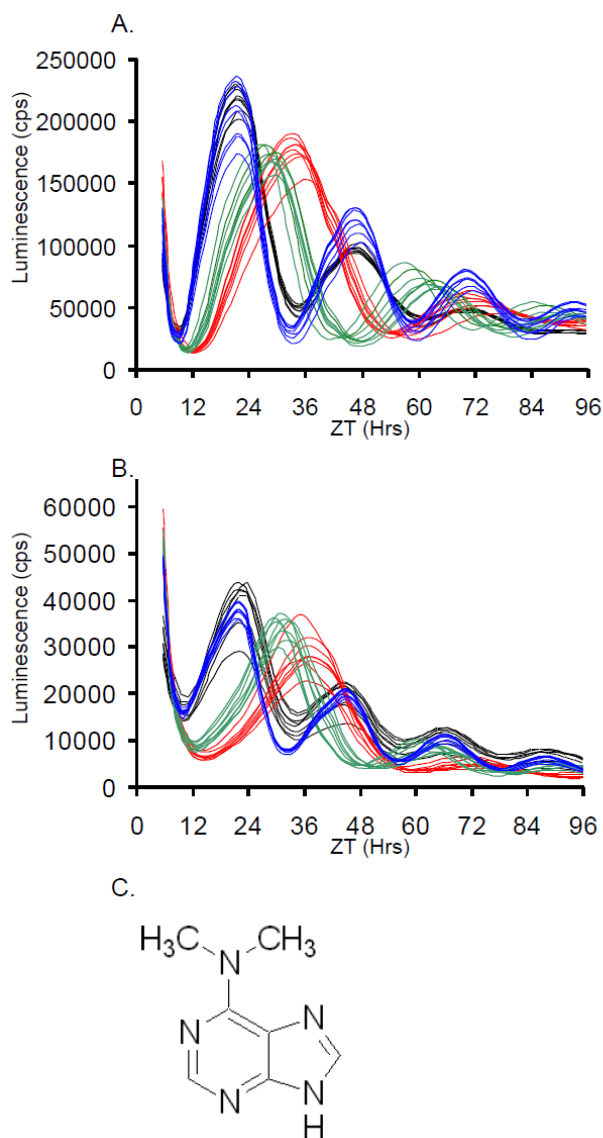 A.
Luminescence (cps)
250000
200000
150000
100000
50000
0
0 12 24 36 48 60 72 84 96
ZT (Hrs)
B.
Luminescence (cps)
60000
50000
40000
30000
20000
10000
0
0 12 24 36 48 60 72 84 96
ZT (Hrs)
C.
H₃C CH₃
N
N N
N N
H